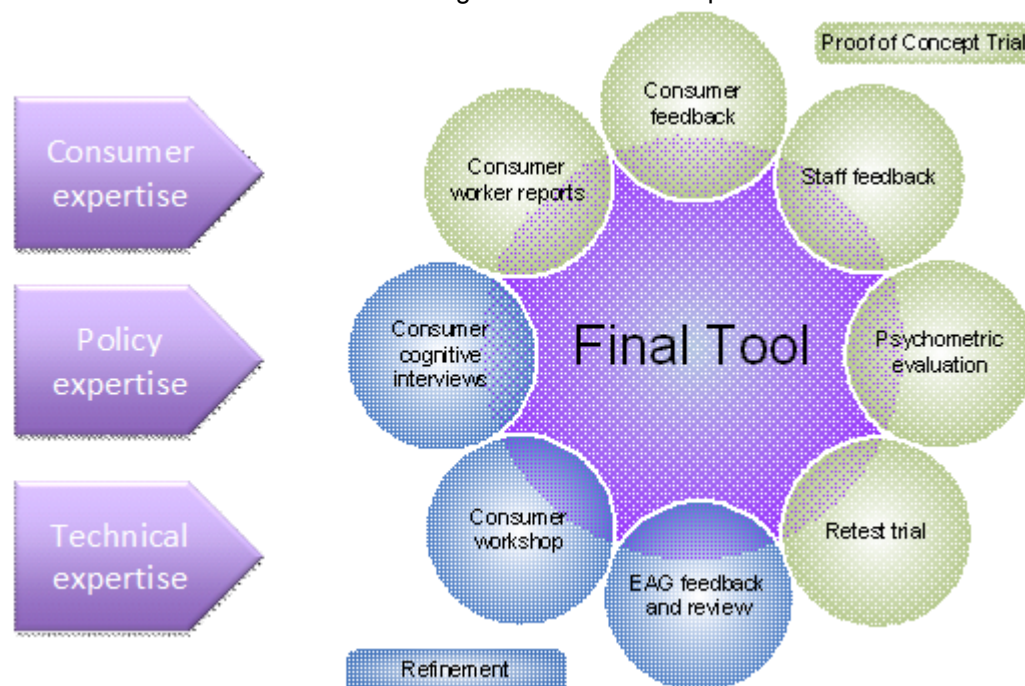 Proof of Concept Trial
Consumer
feedback
Consumer
worker reports
Staff feedback
Consumer
expertise
Policy
expertise
Technical
expertise
Consumer
cognitive
interviews
Final Tool
Psychometric
evaluation
Consumer
workshop
Retest trial
EAG feedback
and review
Refinement